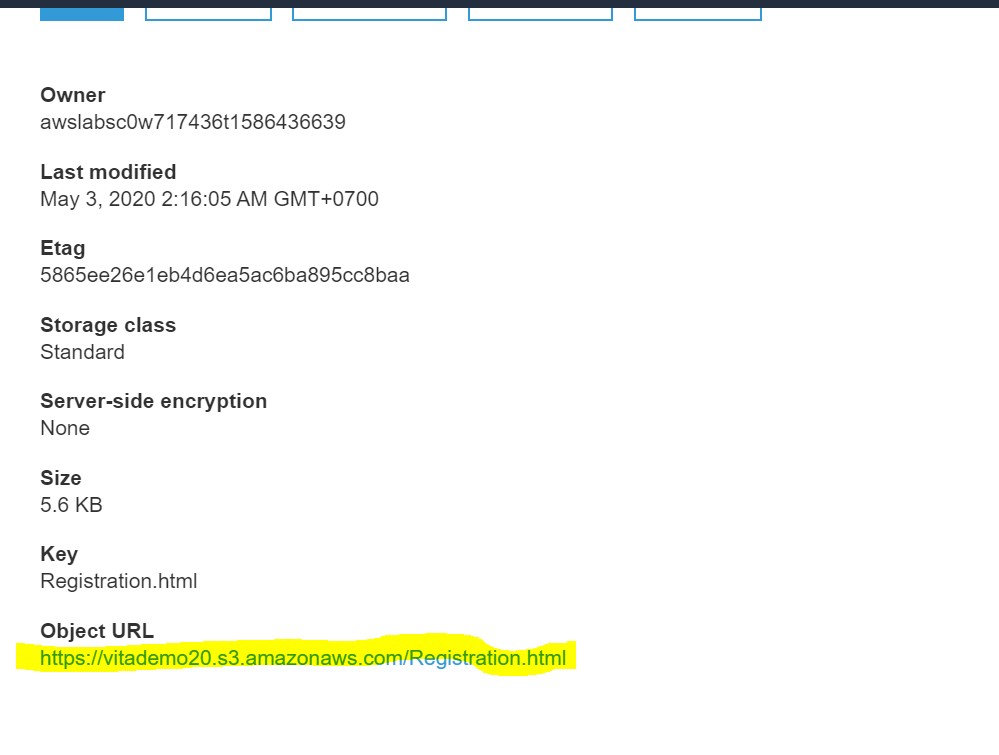 Owner
awslabsc0w717436t1586436639
Last modified
May 3, 2020 2:16:05 AM GMT+0700
Etag
5865ee26e1eb4d6ea5ac6ba895cc8baa
Storage class
Standard
Server-side encryption
None
Size
5.6 KB
Key
Registration.html
Object URL
https://vitademo20.s3.amazonaws.com/Registration.html